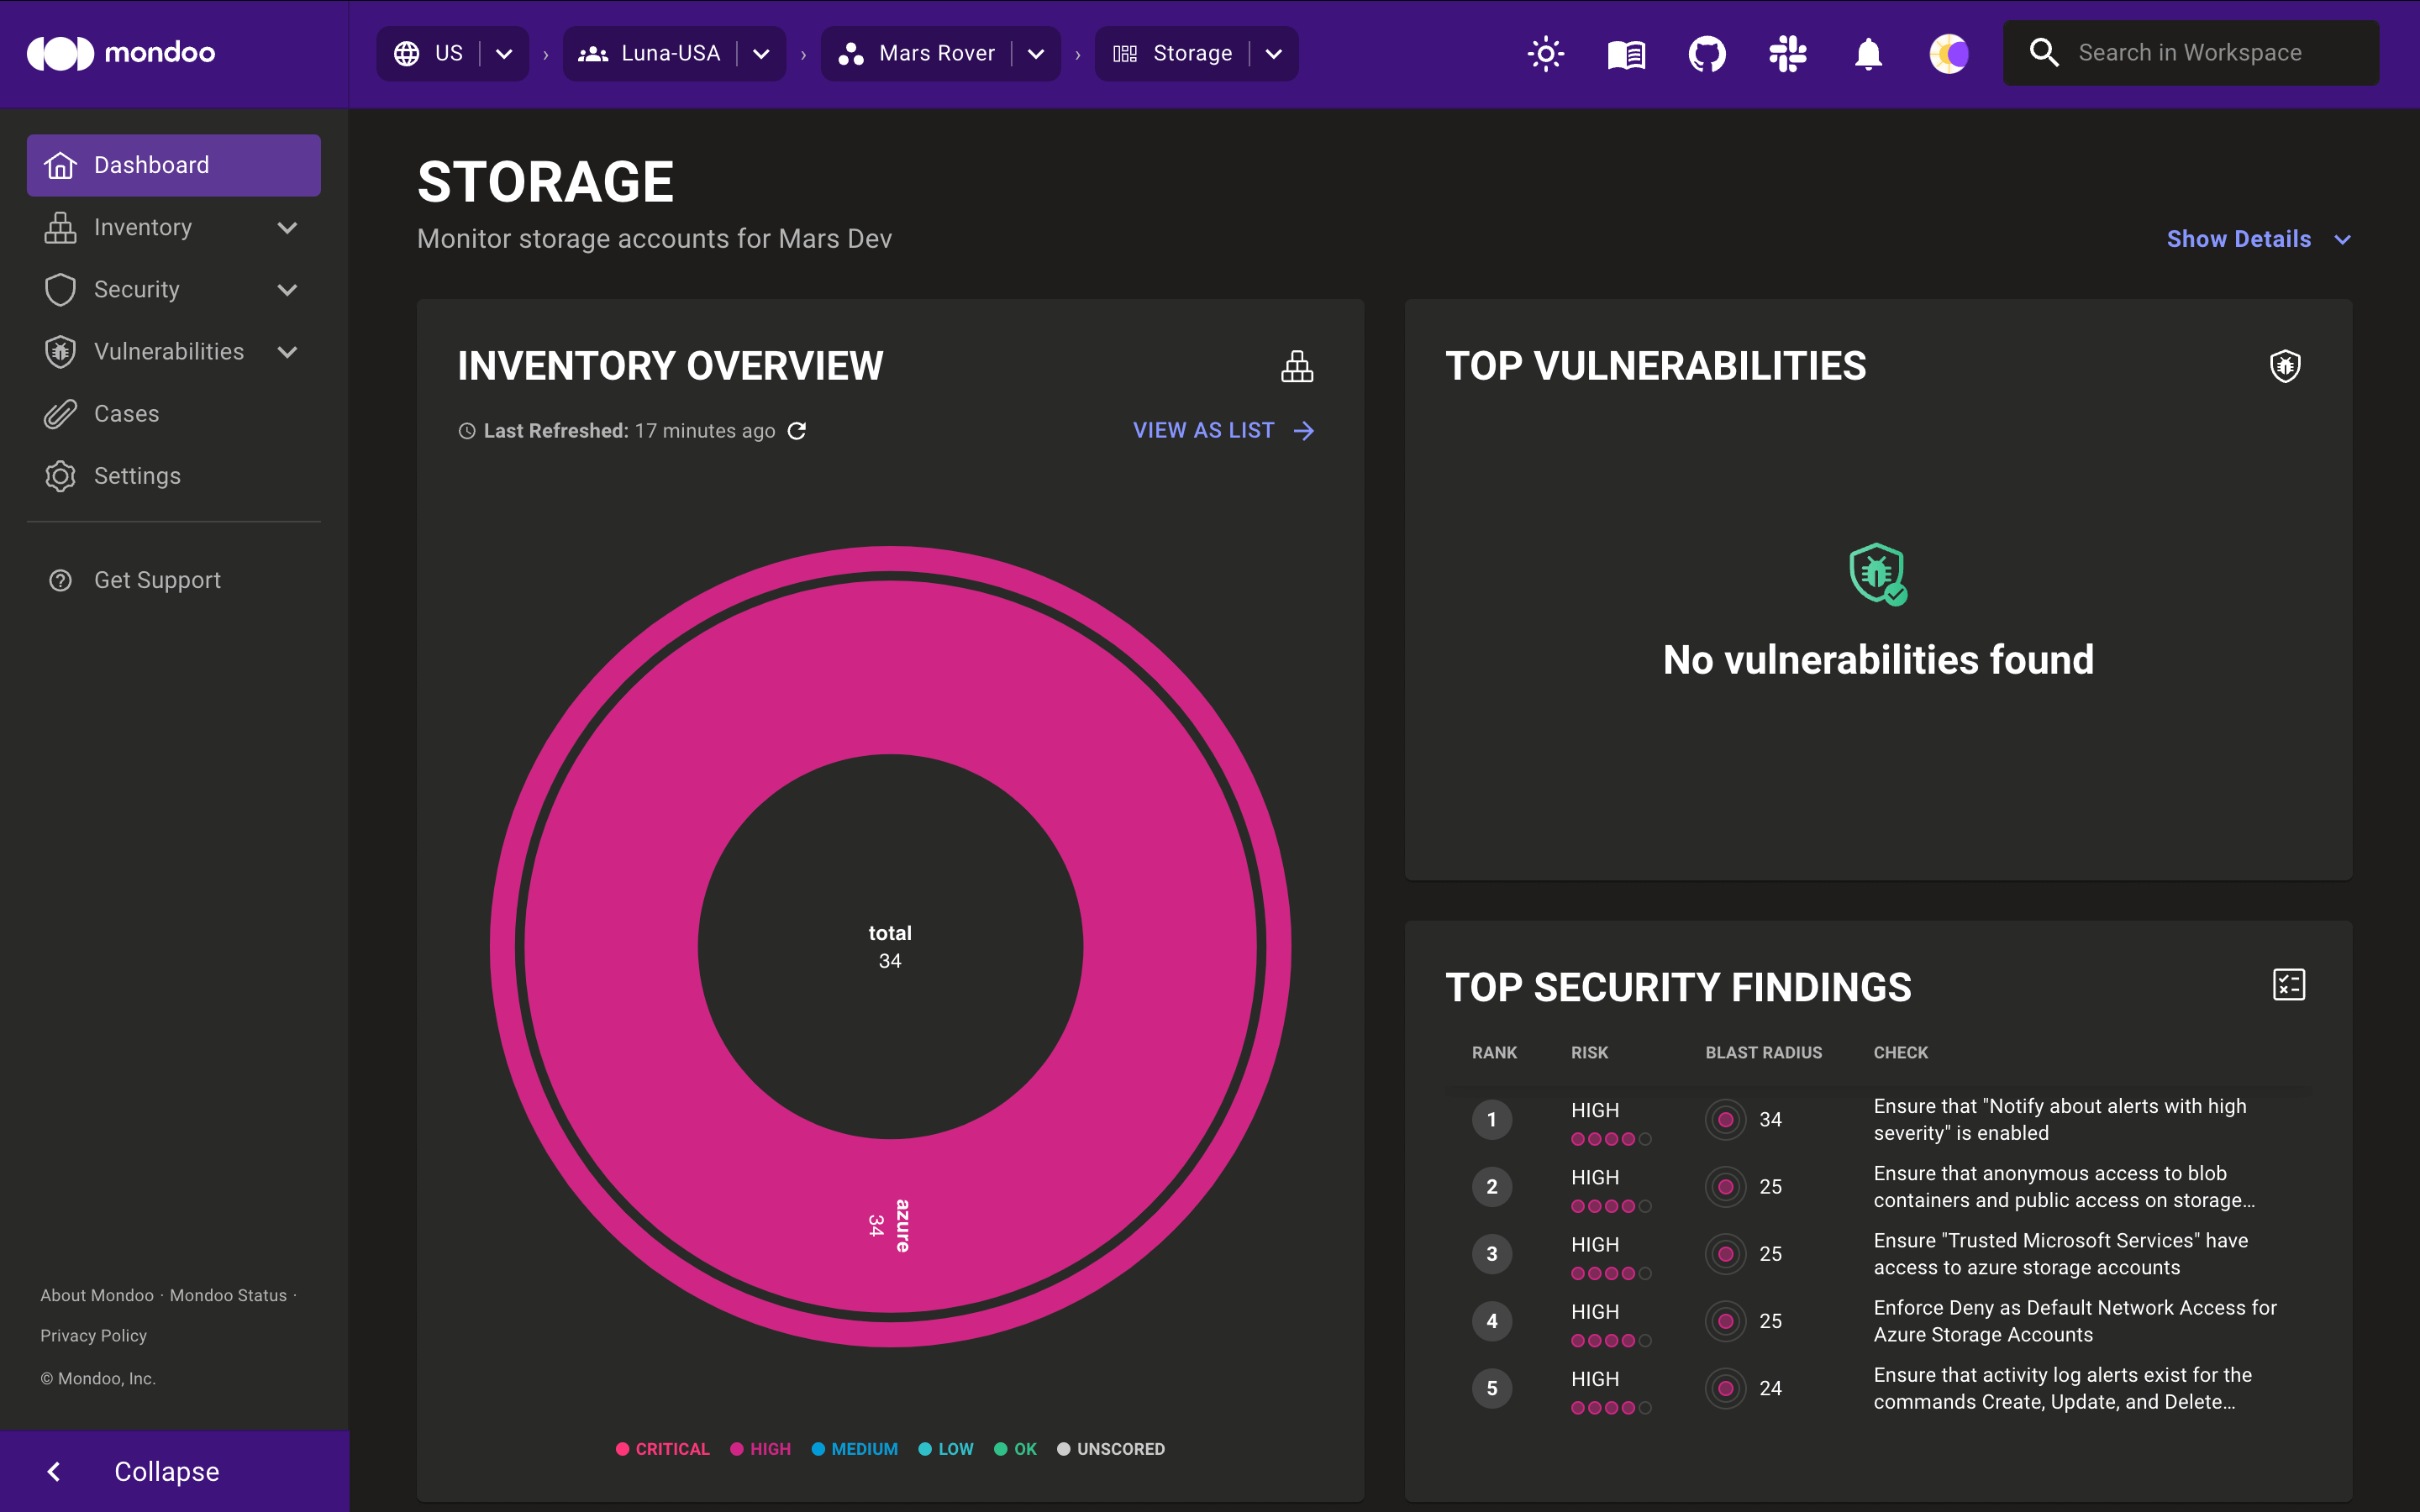 mondoo
US
Luna-USA
Mars Rover
Storage
Search in Workspace
Dashboard
Inventory
Security
Vulnerabilities
Cases
Settings
Get Support
About Mondoo · Mondoo Status ·
Privacy Policy
© Mondoo, Inc.
Collapse
STORAGE
Monitor storage accounts for Mars Dev
Show Details
INVENTORY OVERVIEW
Last Refreshed: 17 minutes ago
VIEW AS LIST
total
34
azure
34
CRITICAL HIGH MEDIUM LOW OK UNSCORED
TOP VULNERABILITIES
No vulnerabilities found
TOP SECURITY FINDINGS
RANK RISK BLAST RADIUS CHECK
1 HIGH 34 Ensure that "Notify about alerts with high
severity" is enabled
2 HIGH 25 Ensure that anonymous access to blob
containers and public access on storage...
3 HIGH 25 Ensure "Trusted Microsoft Services" have
access to azure storage accounts
4 HIGH 25 Enforce Deny as Default Network Access for
Azure Storage Accounts
5 HIGH 24 Ensure that activity log alerts exist for the
commands Create, Update, and Delete...